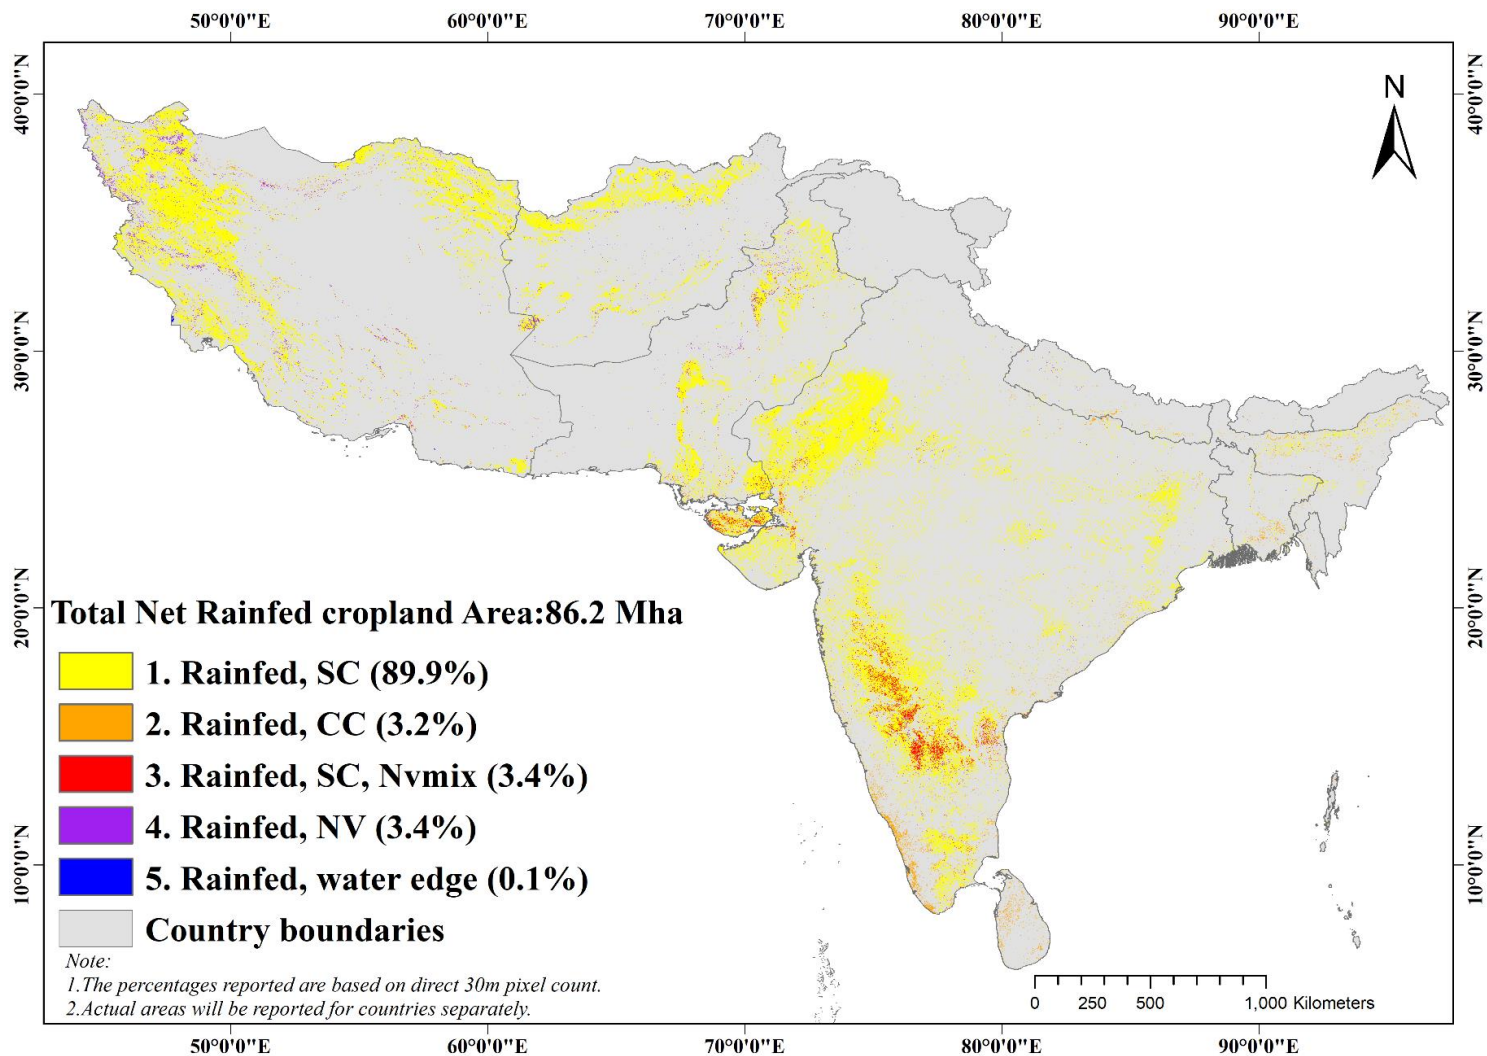 50°0'0"E 60°0'0"E 70°0'0"E 80°0'0"E 90°0'0"E
40°0'0"N
30°0'0"N
20°0'0"N
10°0'0"N
N
40°0'0"N
30°0'0"N
20°0'0"N
10°0'0"N
Total Net Rainfed cropland Area:86.2 Mha
1. Rainfed, SC (89.9%)
2. Rainfed, CC (3.2%)
3. Rainfed, SC, Nvmix (3.4%)
4. Rainfed, NV (3.4%)
5. Rainfed, water edge (0.1%)
Country boundaries
Note:
1.The percentages reported are based on direct 30m pixel count.
2.Actual areas will be reported for countries separately.
0 250 500 1,000 Kilometers
50°0'0"E 60°0'0"E 70°0'0"E 80°0'0"E 90°0'0"E